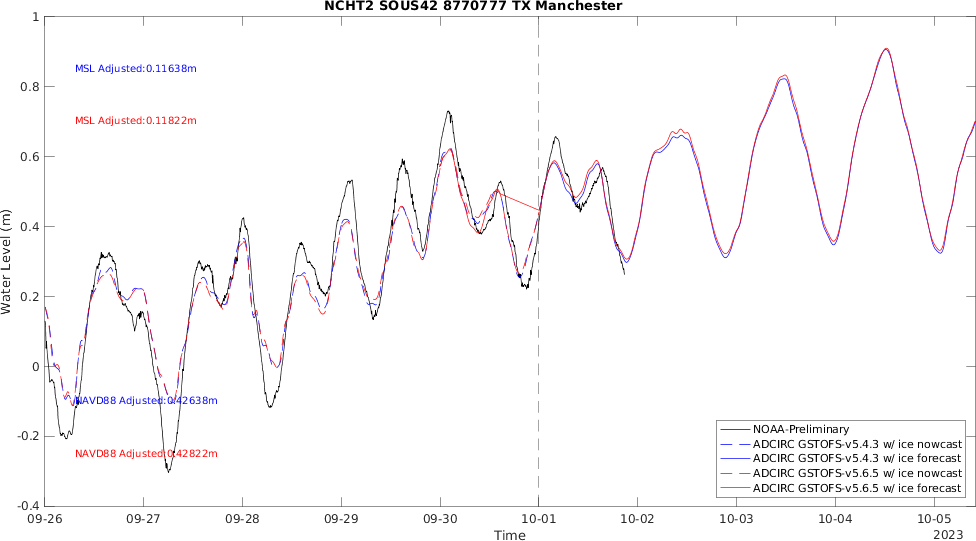 NCHT2 SOUS42 8770777 TX Manchester
1
0.8
0.6
0.4
0.2
0
-0.2
-0.4
Water Level (m)
MSL Adjusted:0.11638m
MSL Adjusted:0.11822m
NAVD88 Adjusted:0.42638m
NAVD88 Adjusted:0.42822m
NOAA-Preliminary
ADCIRC GSTOFS-v5.4.3 w/ ice nowcast
ADCIRC GSTOFS-v5.4.3 w/ ice forecast
ADCIRC GSTOFS-v5.6.5 w/ ice nowcast
ADCIRC GSTOFS-v5.6.5 w/ ice forecast
09-26 09-27 09-28 09-29 09-30 10-01 10-02 10-03 10-04 10-05
Time
2023